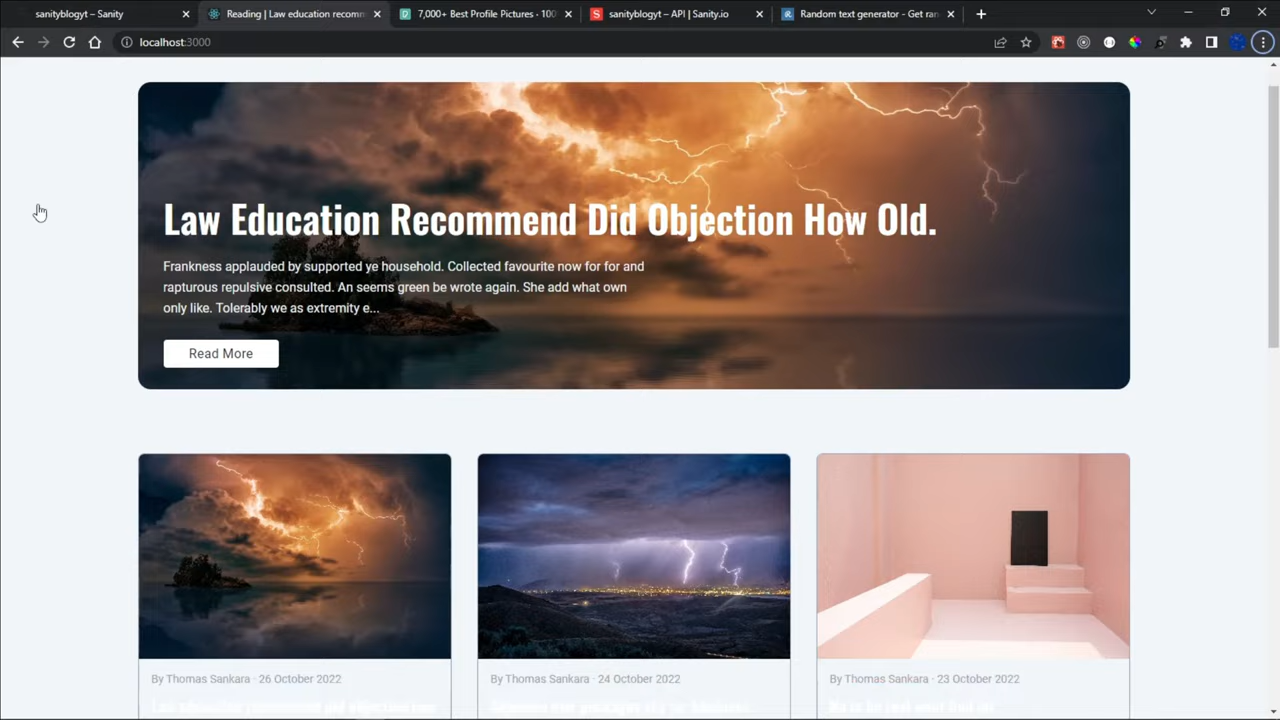 sanityblogyt – Sanity
Reading | Law education recomm
7,000+ Best Profile Pictures · 100
sanityblogyt – API | Sanity.io
Random text generator - Get ran
localhost:3000
Law Education Recommend Did Objection How Old.
Frankness applauded by supported ye household. Collected favourite now for for and
rapturous repulsive consulted. An seems green be wrote again. She add what own
only like. Tolerably we as extremity e...
Read More
By Thomas Sankara · 26 October 2022
By Thomas Sankara · 24 October 2022
By Thomas Sankara · 23 October 2022